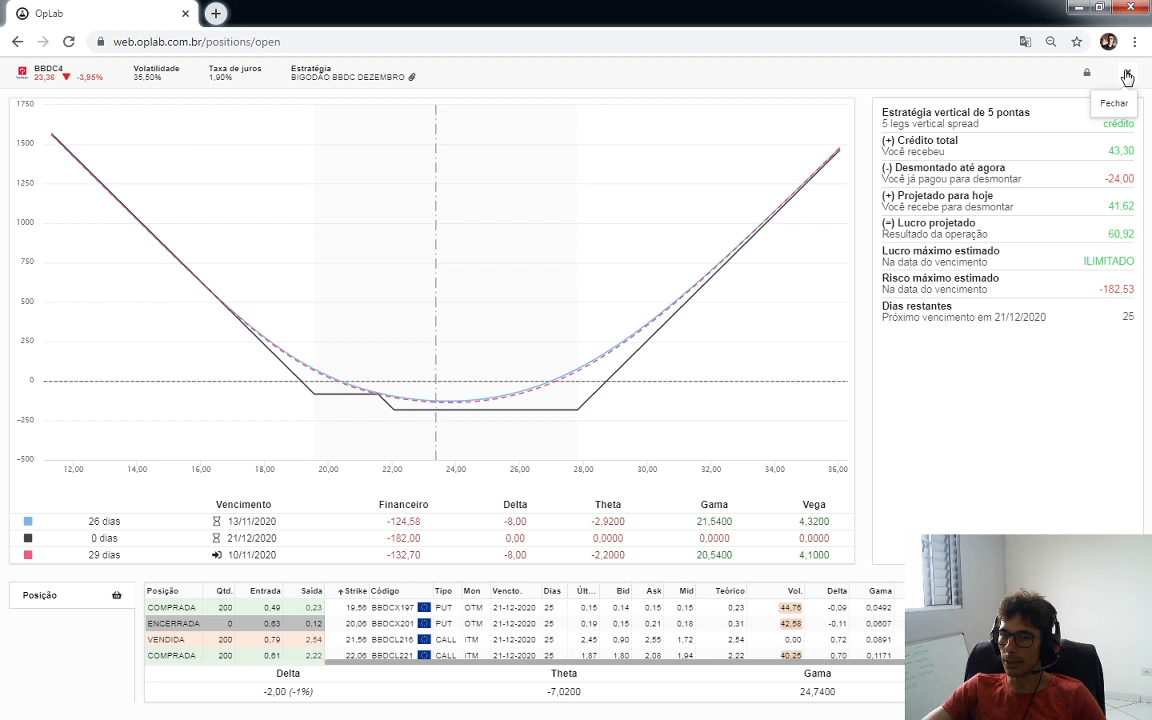 OpLab
web.oplab.com.br/positions/open
BBDC4
23,36 -3,95%
Volatilidade
35,50%
Taxa de juros
1,90%
Estratégia
BIGODÃO BBDC DEZEMBRO
Fechar
1750
1500
1250
1000
750
500
250
0
-250
-500
12,00 14,00 16,00 18,00 20,00 22,00 24,00 26,00 28,00 30,00 32,00 34,00 36,00
Estratégia vertical de 5 pontas
5 legs vertical spread crédito
(+) Crédito total
Você recebeu 43,30
(-) Desmontado até agora
Você já pagou para desmontar -24,00
(+) Projetado para hoje
Você recebe para desmontar 41,62
(=) Lucro projetado
Resultado da operação 60,92
Lucro máximo estimado
Na data do vencimento ILIMITADO
Risco máximo estimado
Na data do vencimento -182,53
Dias restantes
Próximo vencimento em 21/12/2020 25
Vencimento Financeiro Delta Theta Gama Vega
26 dias 13/11/2020 -124,58 -8,00 -2,9200 21,5400 4,3200
0 dias 21/12/2020 -182,00 0,00 0,0000 0,0000 0,0000
29 dias 10/11/2020 -132,70 -8,00 -2,2000 20,5400 4,1000
Posição
Posição Qtd. Entrada Saída Strike Código Tipo Mon Vencto. Dias Últ... Bid Ask Mid Teórico Vol. Delta Gama
COMPRADA 200 0,49 0,23 19,56 BBDCX197 PUT OTM 21-12-2020 25 0,15 0,14 0,15 0,15 0,23 44,76 -0,09 0,0492
ENCERRADA 0 0,63 0,12 20,06 BBDCX201 PUT OTM 21-12-2020 25 0,19 0,15 0,21 0,18 0,31 42,58 -0,11 0,0607
VENDIDA 200 0,79 2,54 21,56 BBDCL216 CALL ITM 21-12-2020 25 2,45 0,90 2,55 1,72 2,54 0,00 0,72 0,0891
COMPRADA 200 0,61 2,22 22,06 BBDCL221 CALL ITM 21-12-2020 25 1,87 1,80 2,08 1,94 2,22 40,25 0,70 0,1171
Delta Theta Gama
-2,00 (-1%) -7,0200 24,7400